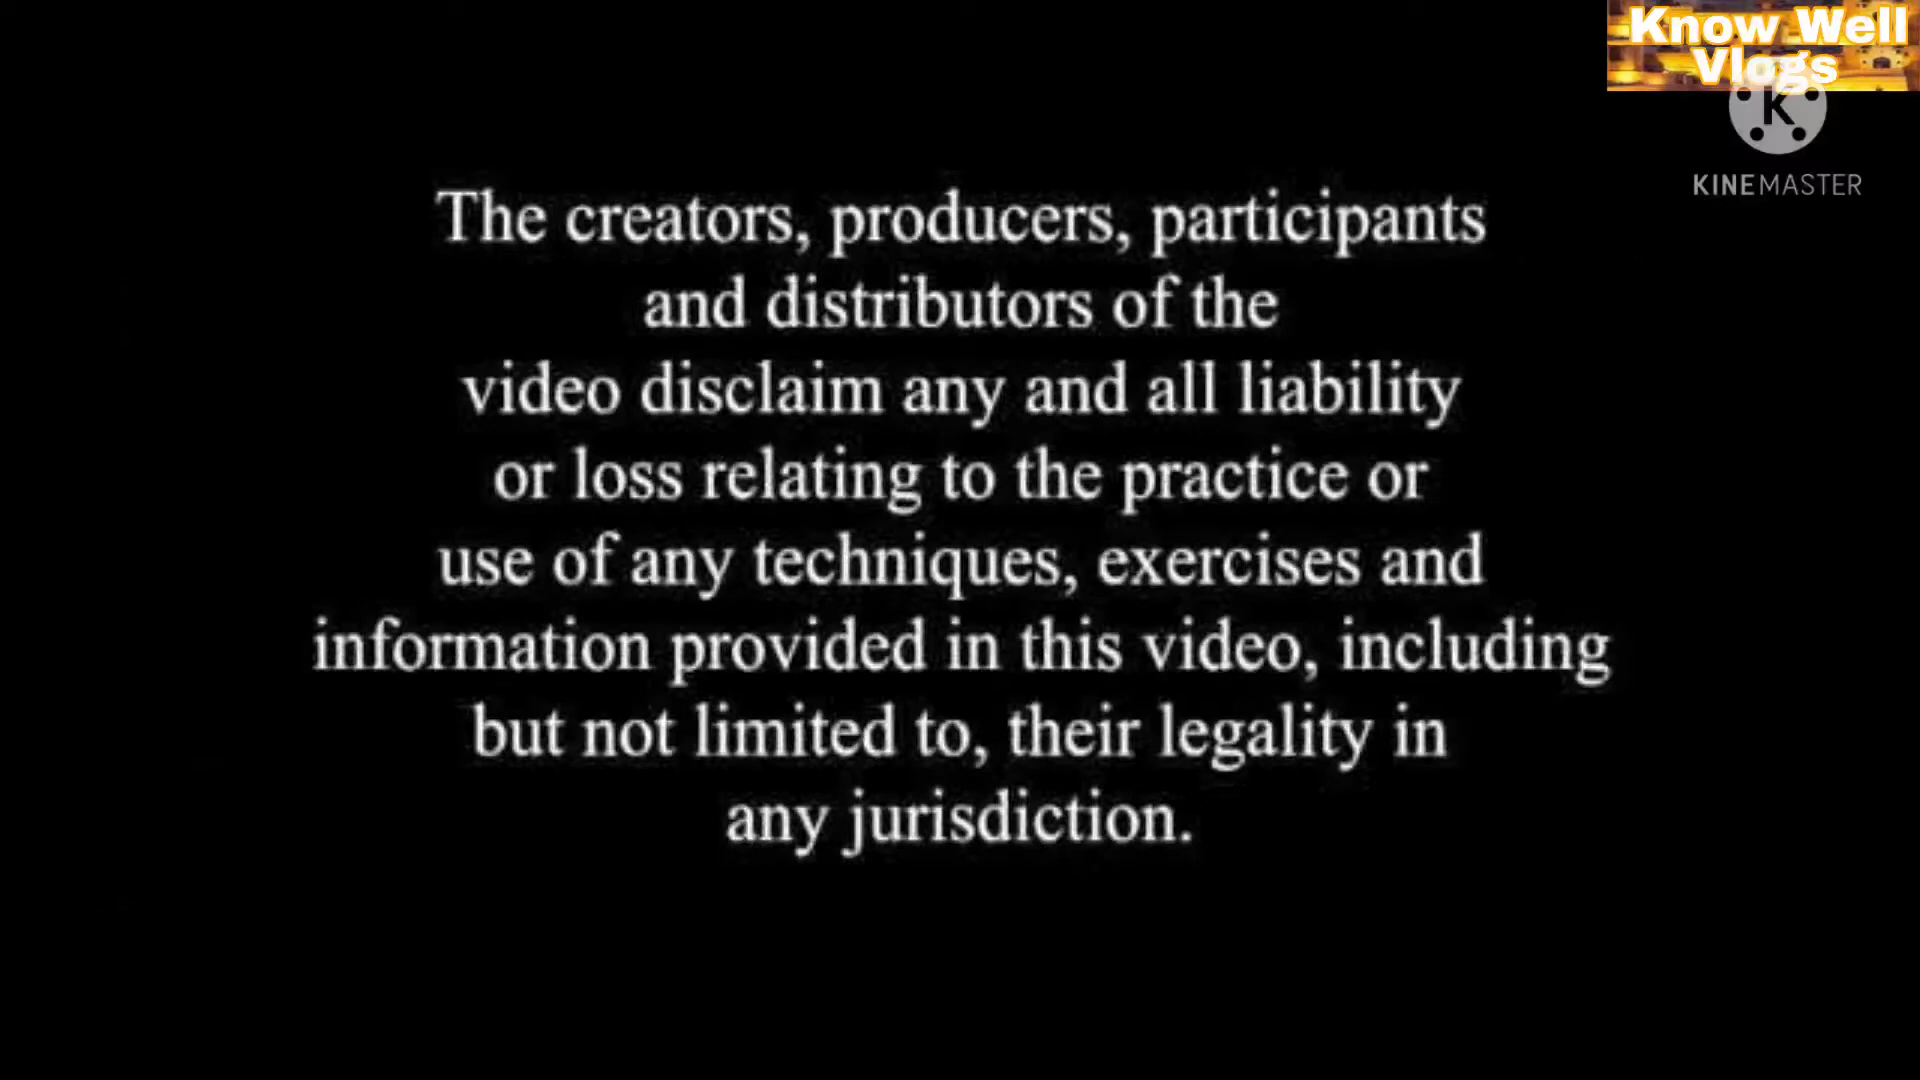 Know Well
Vlogs
K
KINEMASTER
The creators, producers, participants
and distributors of the
video disclaim any and all liability
or loss relating to the practice or
use of any techniques, exercises and
information provided in this video, including
but not limited to, their legality in
any jurisdiction.